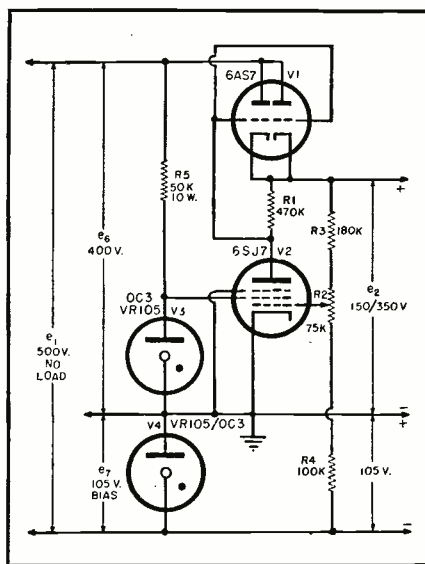 6AS7 V1
R5
50K
10 W.
R1
470K
+
R3 180K
e6
400 V.
6SJ7 V2
R2
e2
150/350 V
OC3
VR105
V3
75K
e1
500V.
NO
LOAD
V4 VR105/OC3
−
+
e7
105 V.
BIAS
R4
100K
105 V.
−